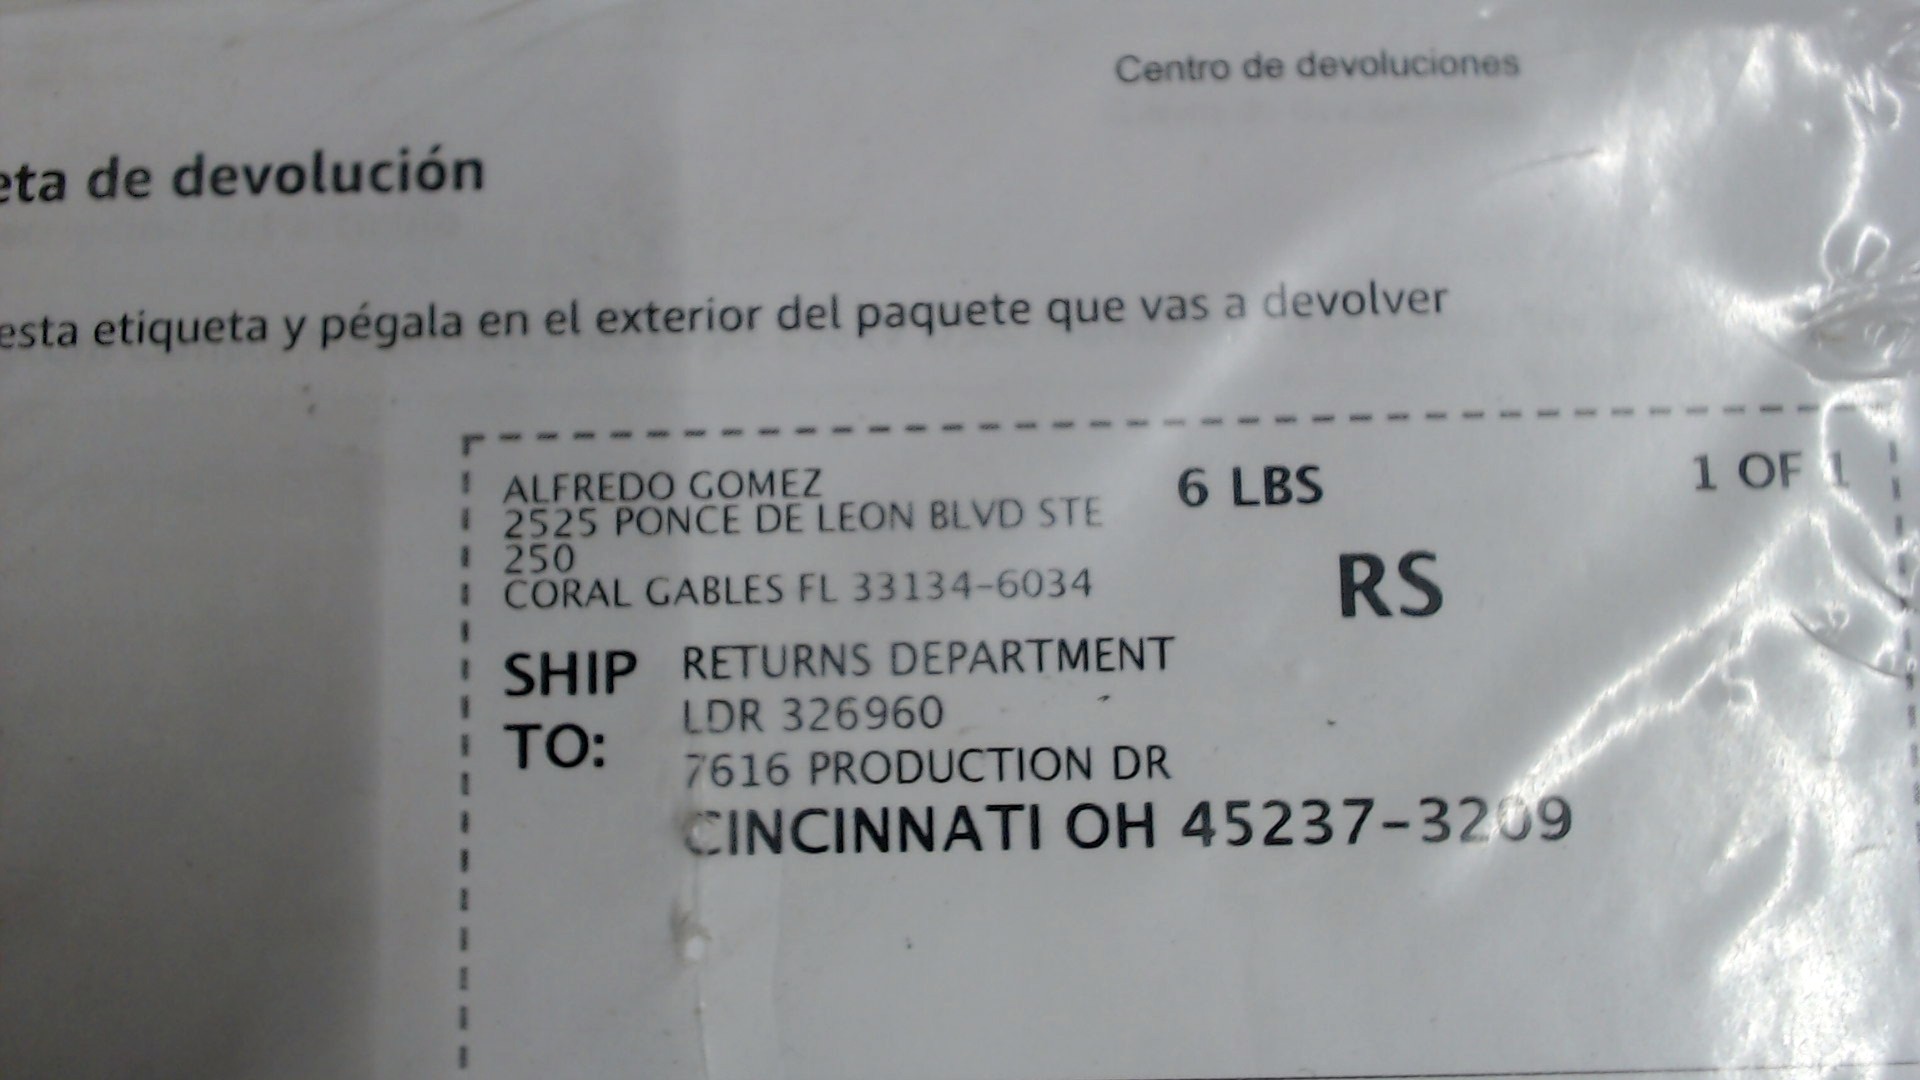 Centro de devoluciones
eta de devolución
esta etiqueta y pégala en el exterior del paquete que vas a devolver
ALFREDO GOMEZ
6 LBS
1 OF 1
2525 PONCE DE LEON BLVD STE
250
CORAL GABLES FL 33134-6034
RS
SHIP TO:
RETURNS DEPARTMENT
LDR 326960
7616 PRODUCTION DR
CINCINNATI OH 45237-3209